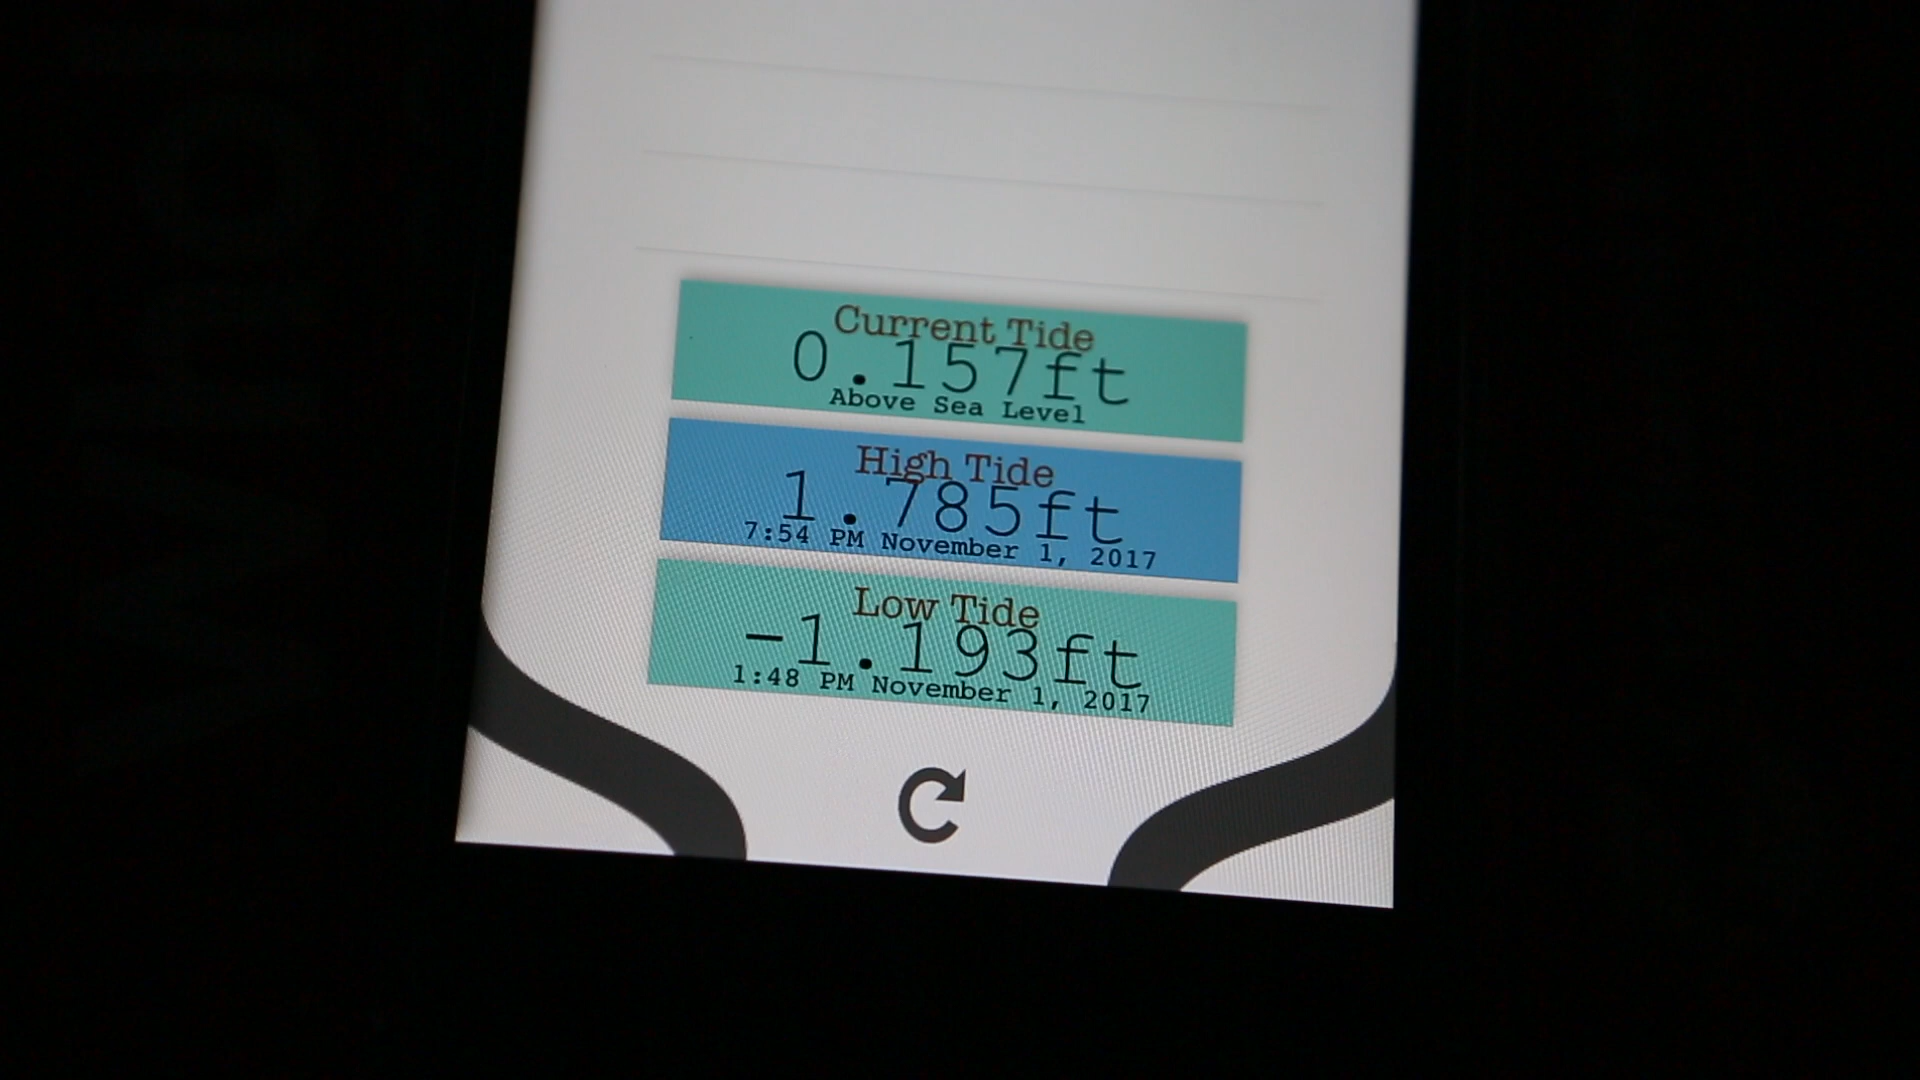 Current Tide
0.157ft
Above Sea Level
High Tide
1.785ft
7:54 PM November 1, 2017
Low Tide
-1.193ft
1:48 PM November 1, 2017